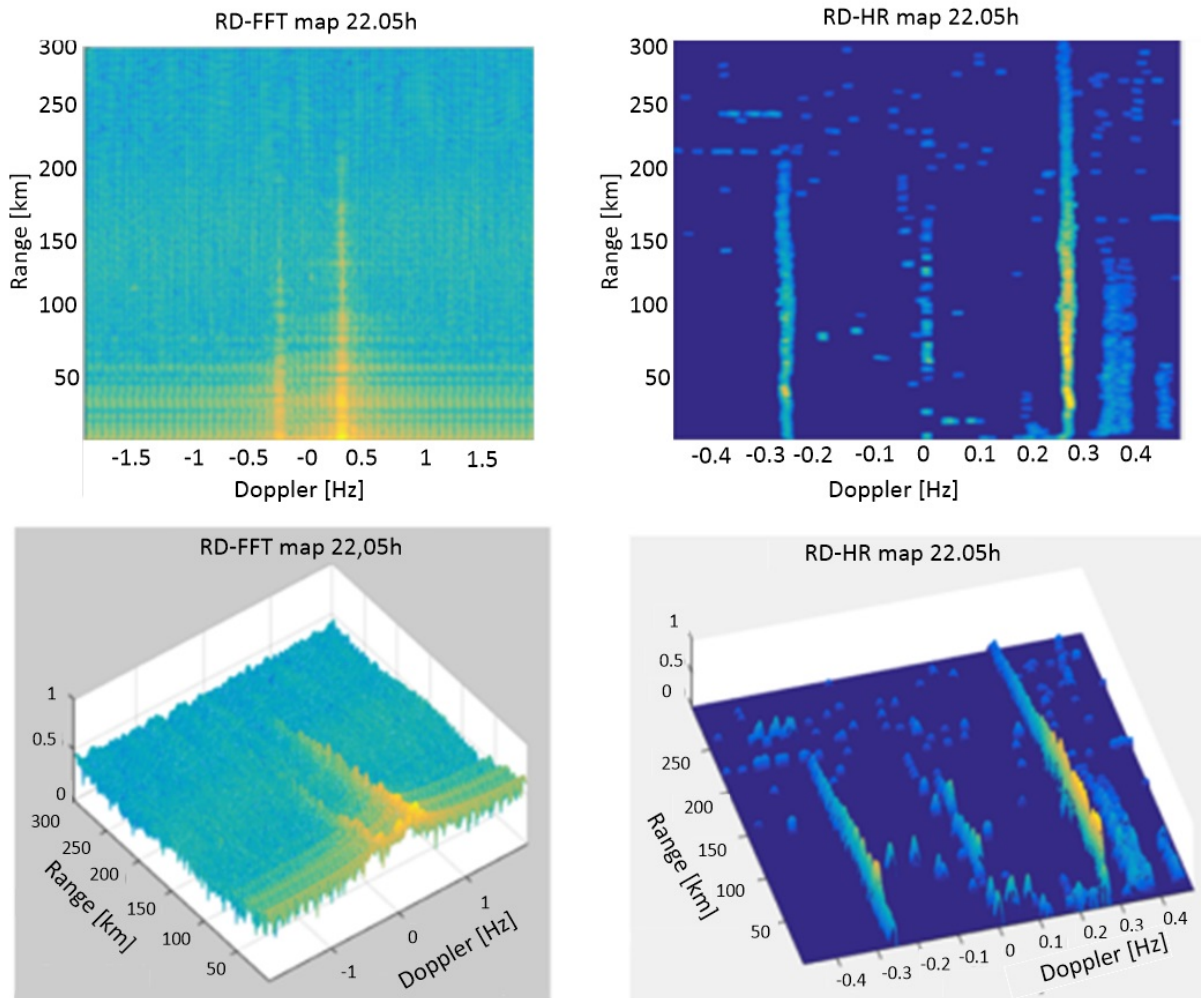 RD-FFT map 22.05h
300
250
200
150
100
50
Range [km]
-1.5 -1 -0.5 -0 0.5 1 1.5
Doppler [Hz]
RD-HR map 22.05h
300
250
200
150
100
50
Range [km]
-0.4 -0.3 -0.2 -0.1 0 0.1 0.2 0.3 0.4
Doppler [Hz]
RD-FFT map 22,05h
1
0.5
0
300
250
200
150
100
50
Range [km]
-1
0
1
Doppler [Hz]
RD-HR map 22.05h
1
0.5
0
250
200
150
100
50
Range [km]
-0.4 -0.3 -0.2 -0.1 0 0.1 0.2 0.3 0.4
Doppler [Hz]